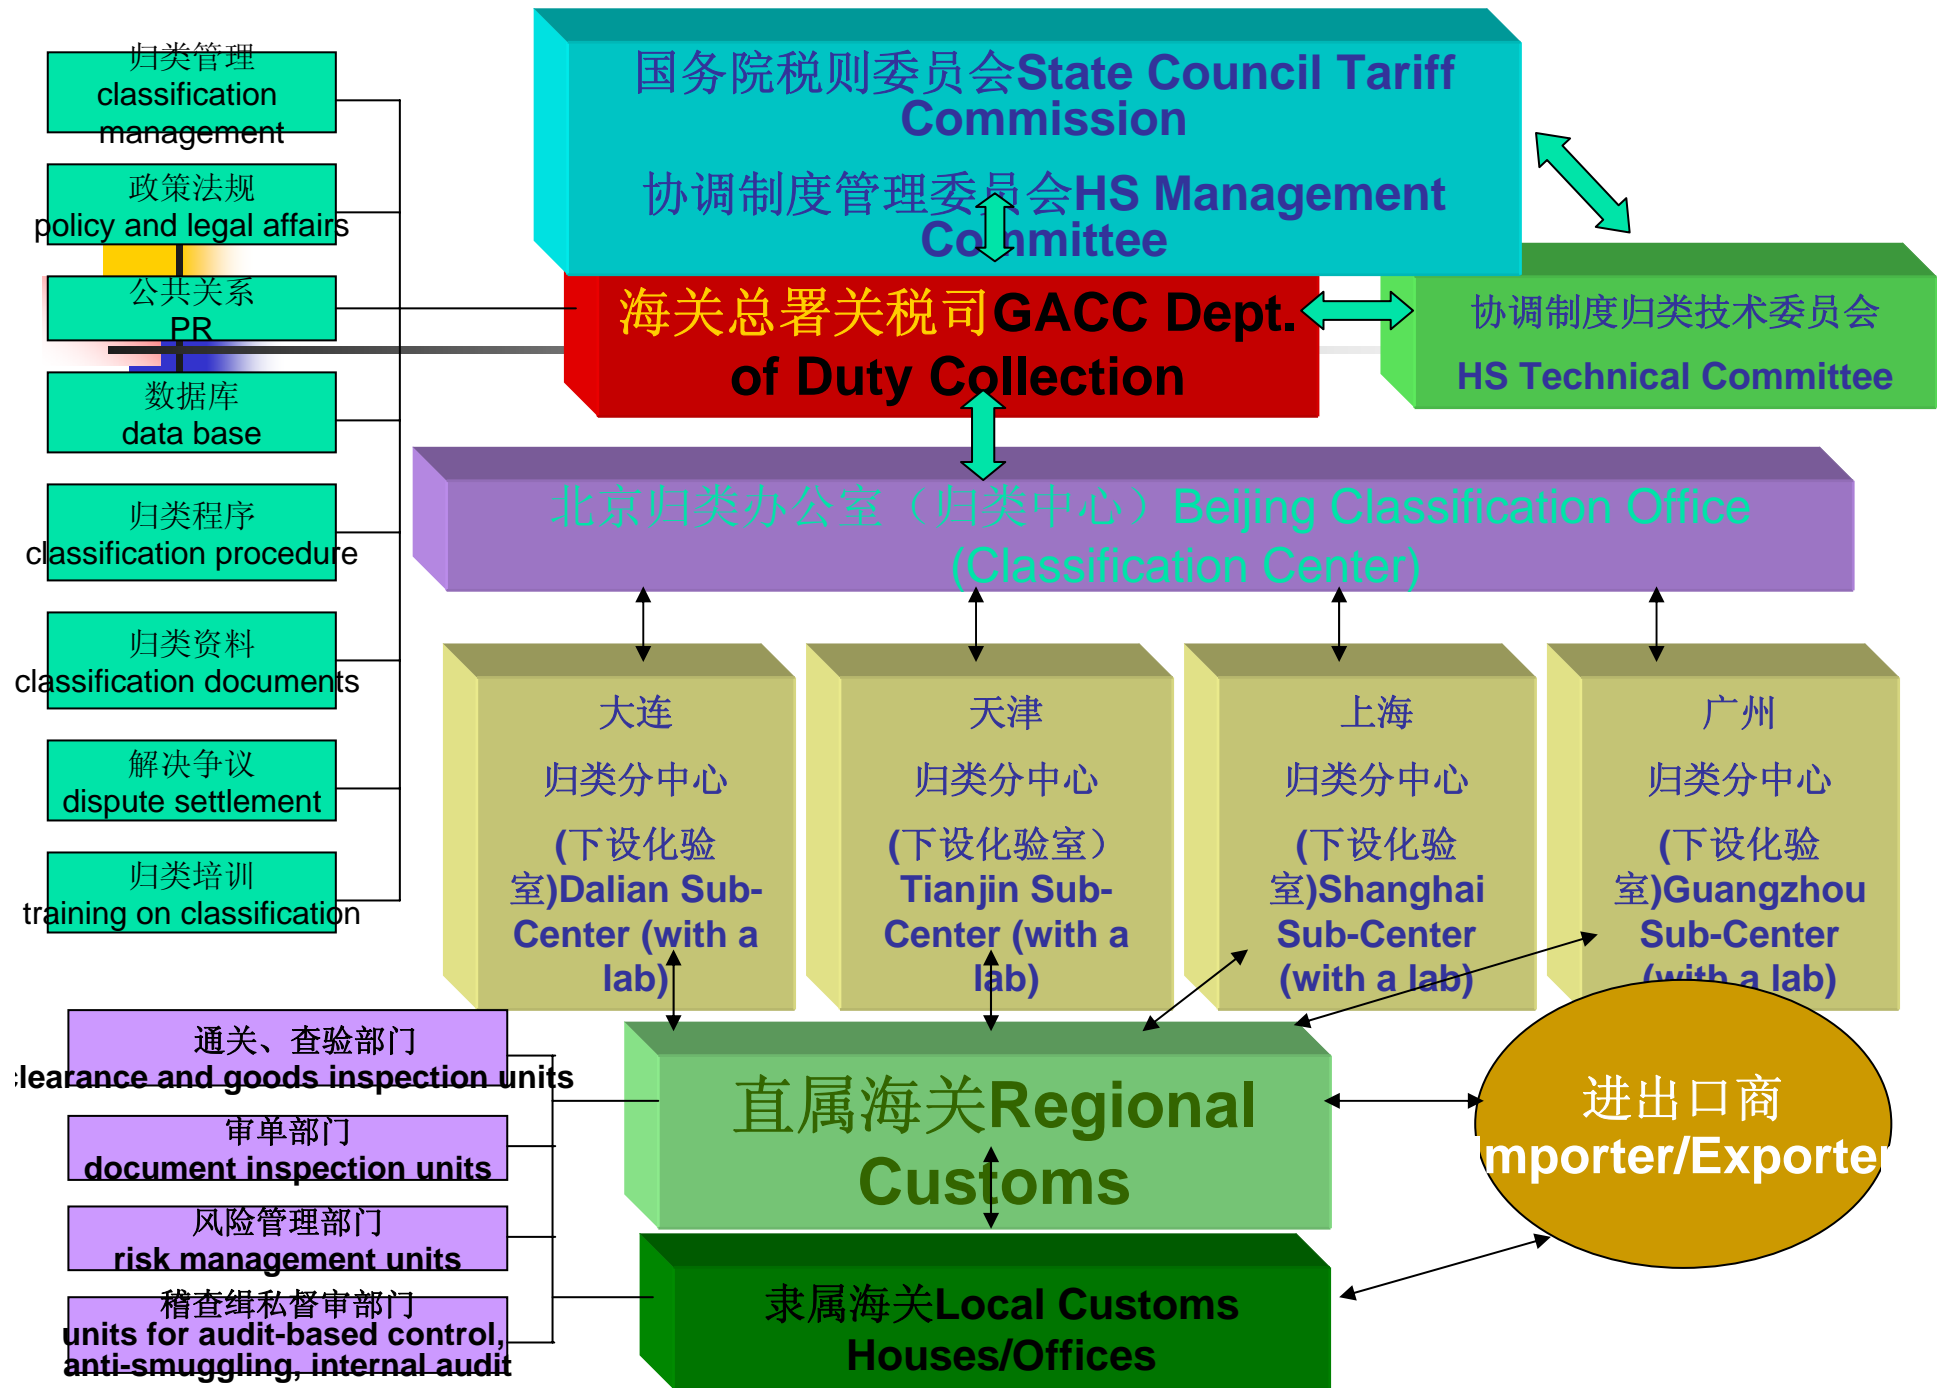 归类管理
classification
management
政策法规
policy and legal affairs
公共关系
PR
数据库
data base
归类程序
classification procedure
归类资料
classification documents
解决争议
dispute settlement
归类培训
training on classification
国务院税则委员会State Council Tariff
Commission
协调制度管理委员会HS Management
Committee
海关总署关税司GACC Dept.
of Duty Collection
协调制度归类技术委员会
HS Technical Committee
北京归类办公室（归类中心）Beijing Classification Office
(Classification Center)
大连
归类分中心
(下设化验
室)Dalian Sub-
Center (with a
lab)
天津
归类分中心
(下设化验室）
Tianjin Sub-
Center (with a
lab)
上海
归类分中心
(下设化验
室)Shanghai
Sub-Center
(with a lab)
广州
归类分中心
(下设化验
室)Guangzhou
Sub-Center
(with a lab)
通关、查验部门
learance and goods inspection units
审单部门
document inspection units
风险管理部门
risk management units
稽查缉私督审部门
units for audit-based control,
anti-smuggling, internal audit
直属海关Regional
Customs
进出口商
mporter/Exporter
隶属海关Local Customs
Houses/Offices